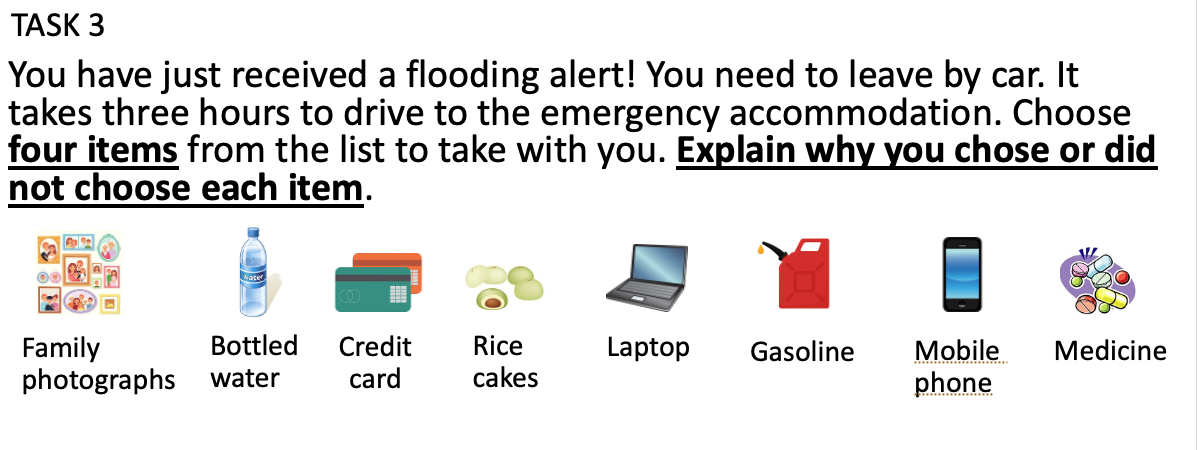 TASK 3
You have just received a flooding alert! You need to leave by car. It
takes three hours to drive to the emergency accommodation. Choose
four items from the list to take with you. Explain why you chose or did
not choose each item.
water
Family photographs
Bottled water
Credit card
Rice cakes
Laptop
Gasoline
Mobile phone
Medicine